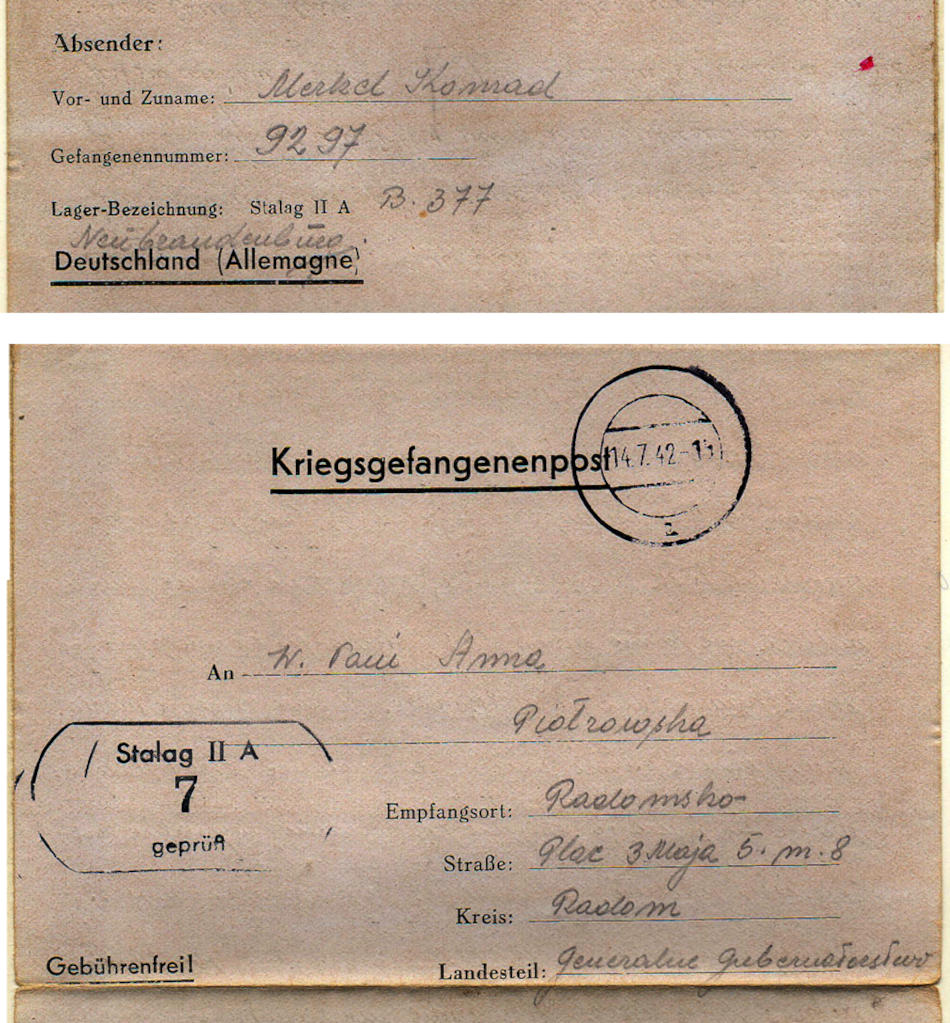 Absender:
Vor- und Zuname: Merkel Konrad
Gefangenennummer: 9297
Lager-Bezeichnung: Stalag II A B. 377
Neubrandenburg.
Deutschland (Allemagne)
Kriegsgefangenenpost
14.7.42-15
a
An W. Pani Anna
Piotrowska
Stalag II A
7
geprüft
Empfangsort: Radomsko
Straße: Plac 3 Maja 5. m. 8
Kreis: Radom
Gebührenfrei! Landesteil: Generalne Gubernatorstwo